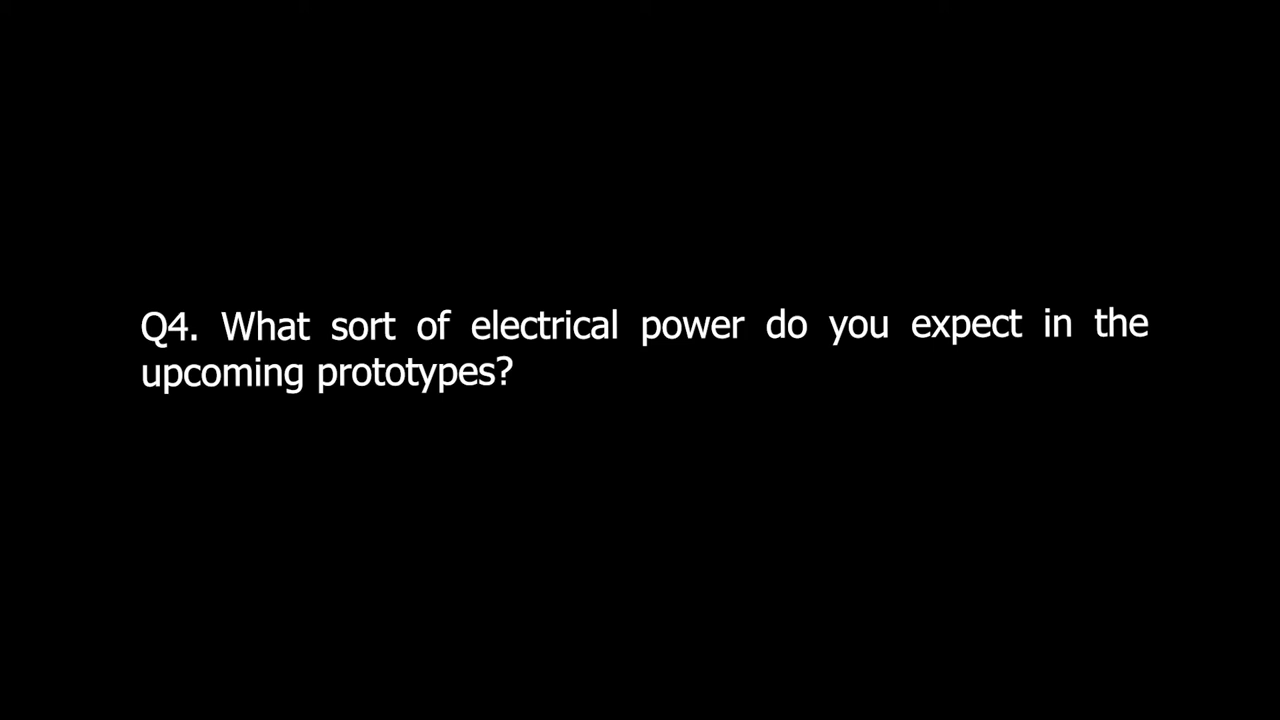 Q4. What sort of electrical power do you expect in the
upcoming prototypes?